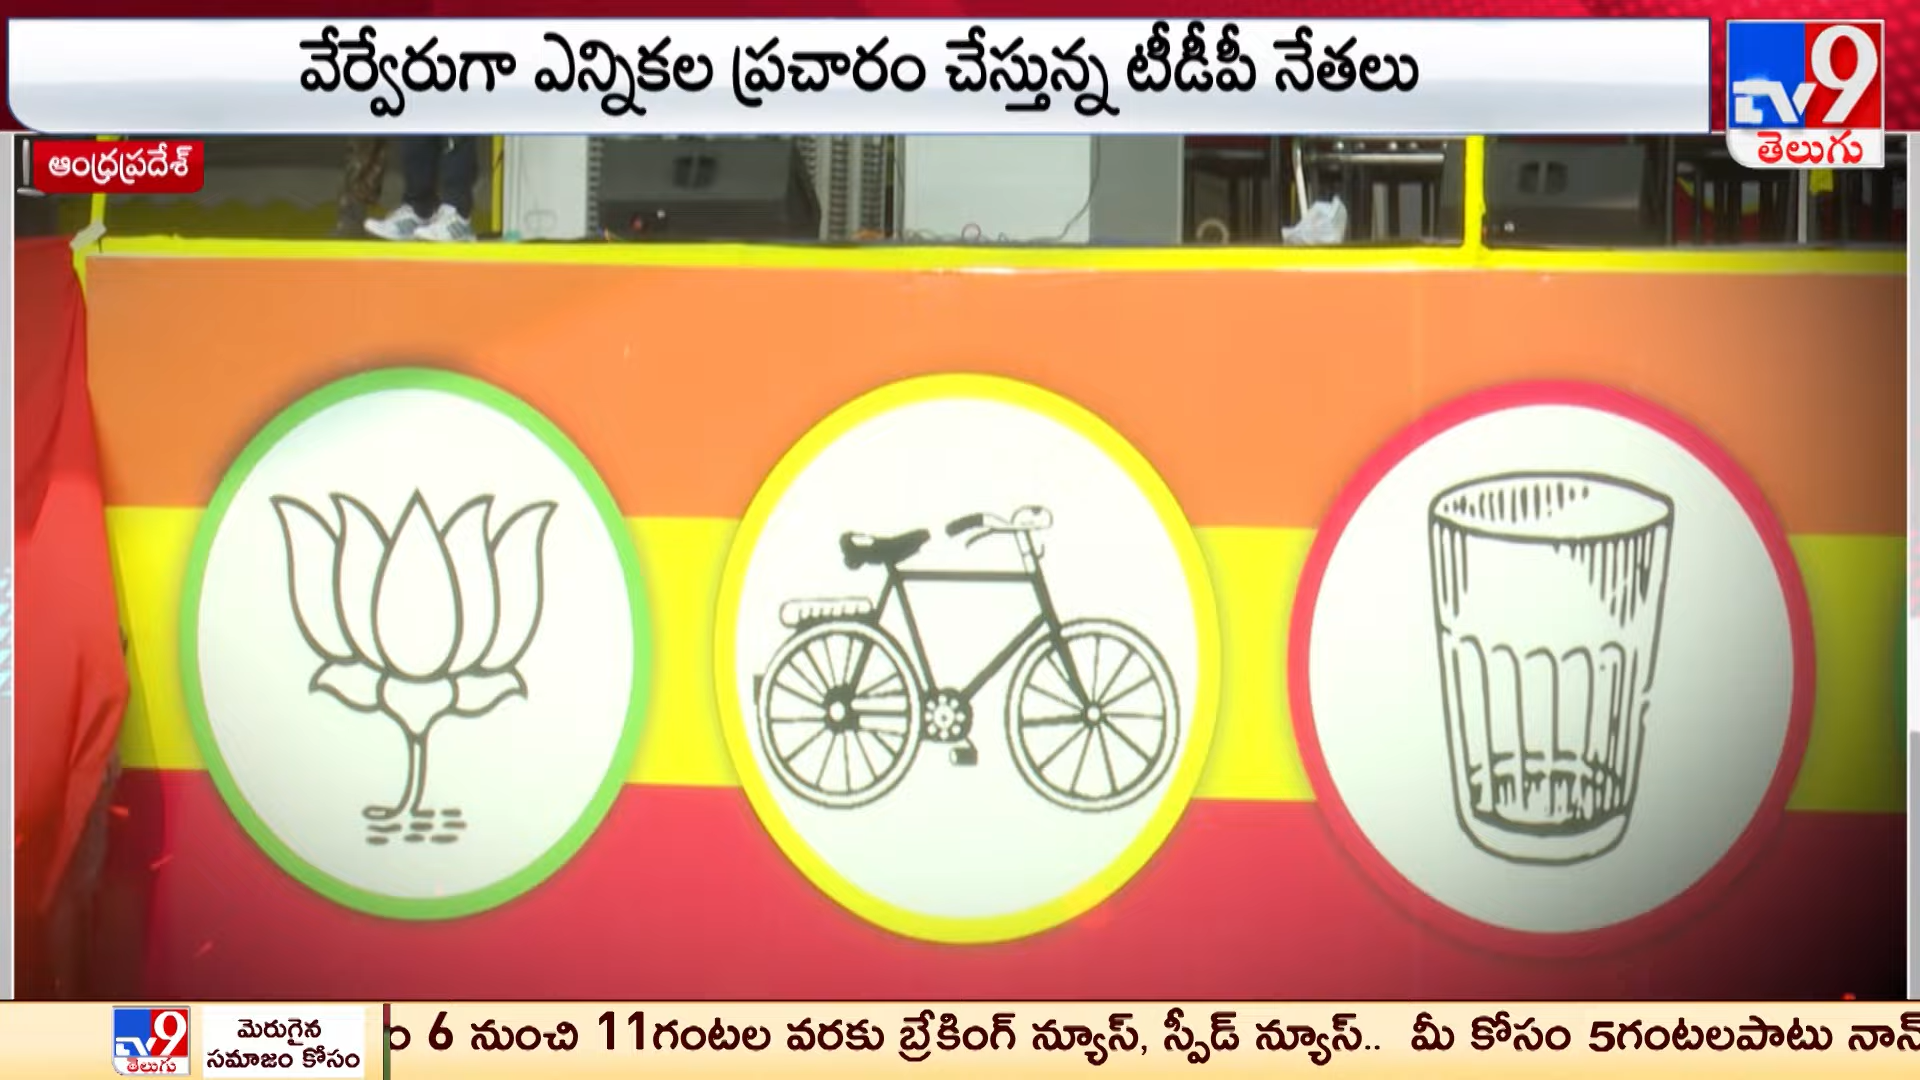 వేర్వేరుగా ఎన్నికల ప్రచారం చేస్తున్న టీడీపీ నేతలు
TV9
తెలుగు
ఆంధ్రప్రదేశ్
TV9
తెలుగు
మెరుగైన
సమాజం కోసం
6 నుంచి 11గంటల వరకు బ్రేకింగ్ న్యూస్, స్పీడ్ న్యూస్.. మీ కోసం 5గంటలపాటు